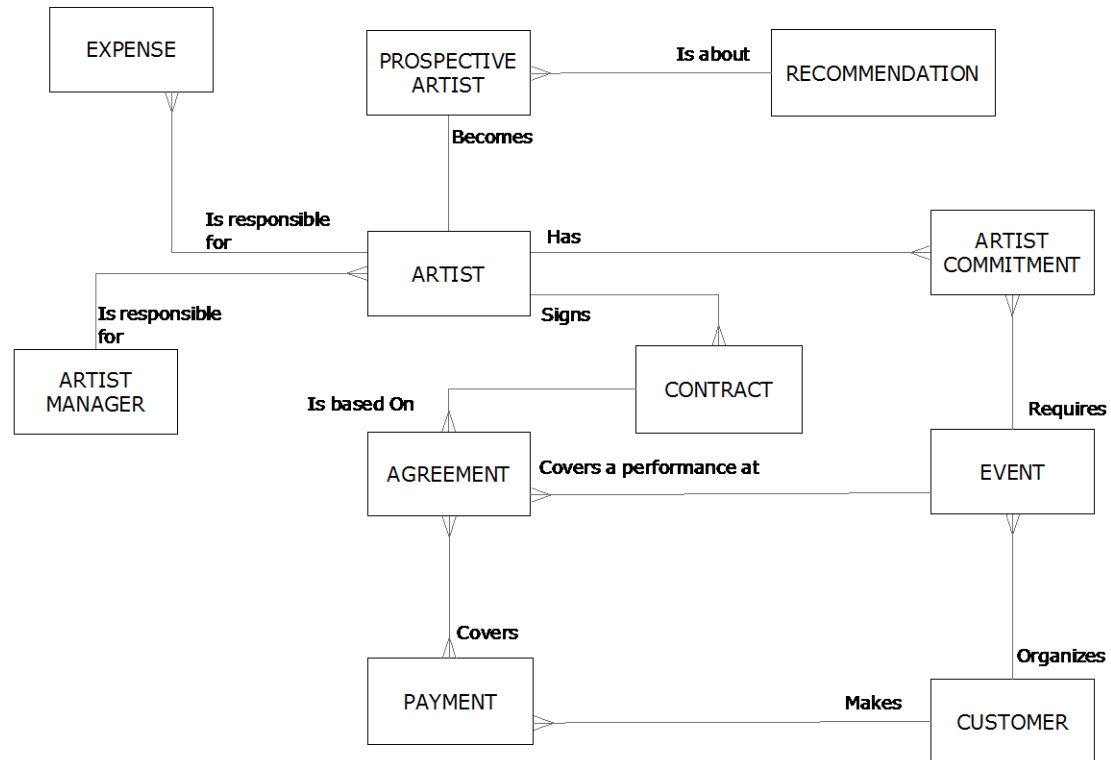 EXPENSE
PROSPECTIVE
ARTIST
Is about
RECOMMENDATION
Becomes
Is responsible
for
ARTIST
Has
ARTIST
COMMITMENT
Is responsible
for
Signs
ARTIST
MANAGER
CONTRACT
Is based On
Requires
AGREEMENT
Covers a performance at
EVENT
Covers
Organizes
PAYMENT
Makes
CUSTOMER